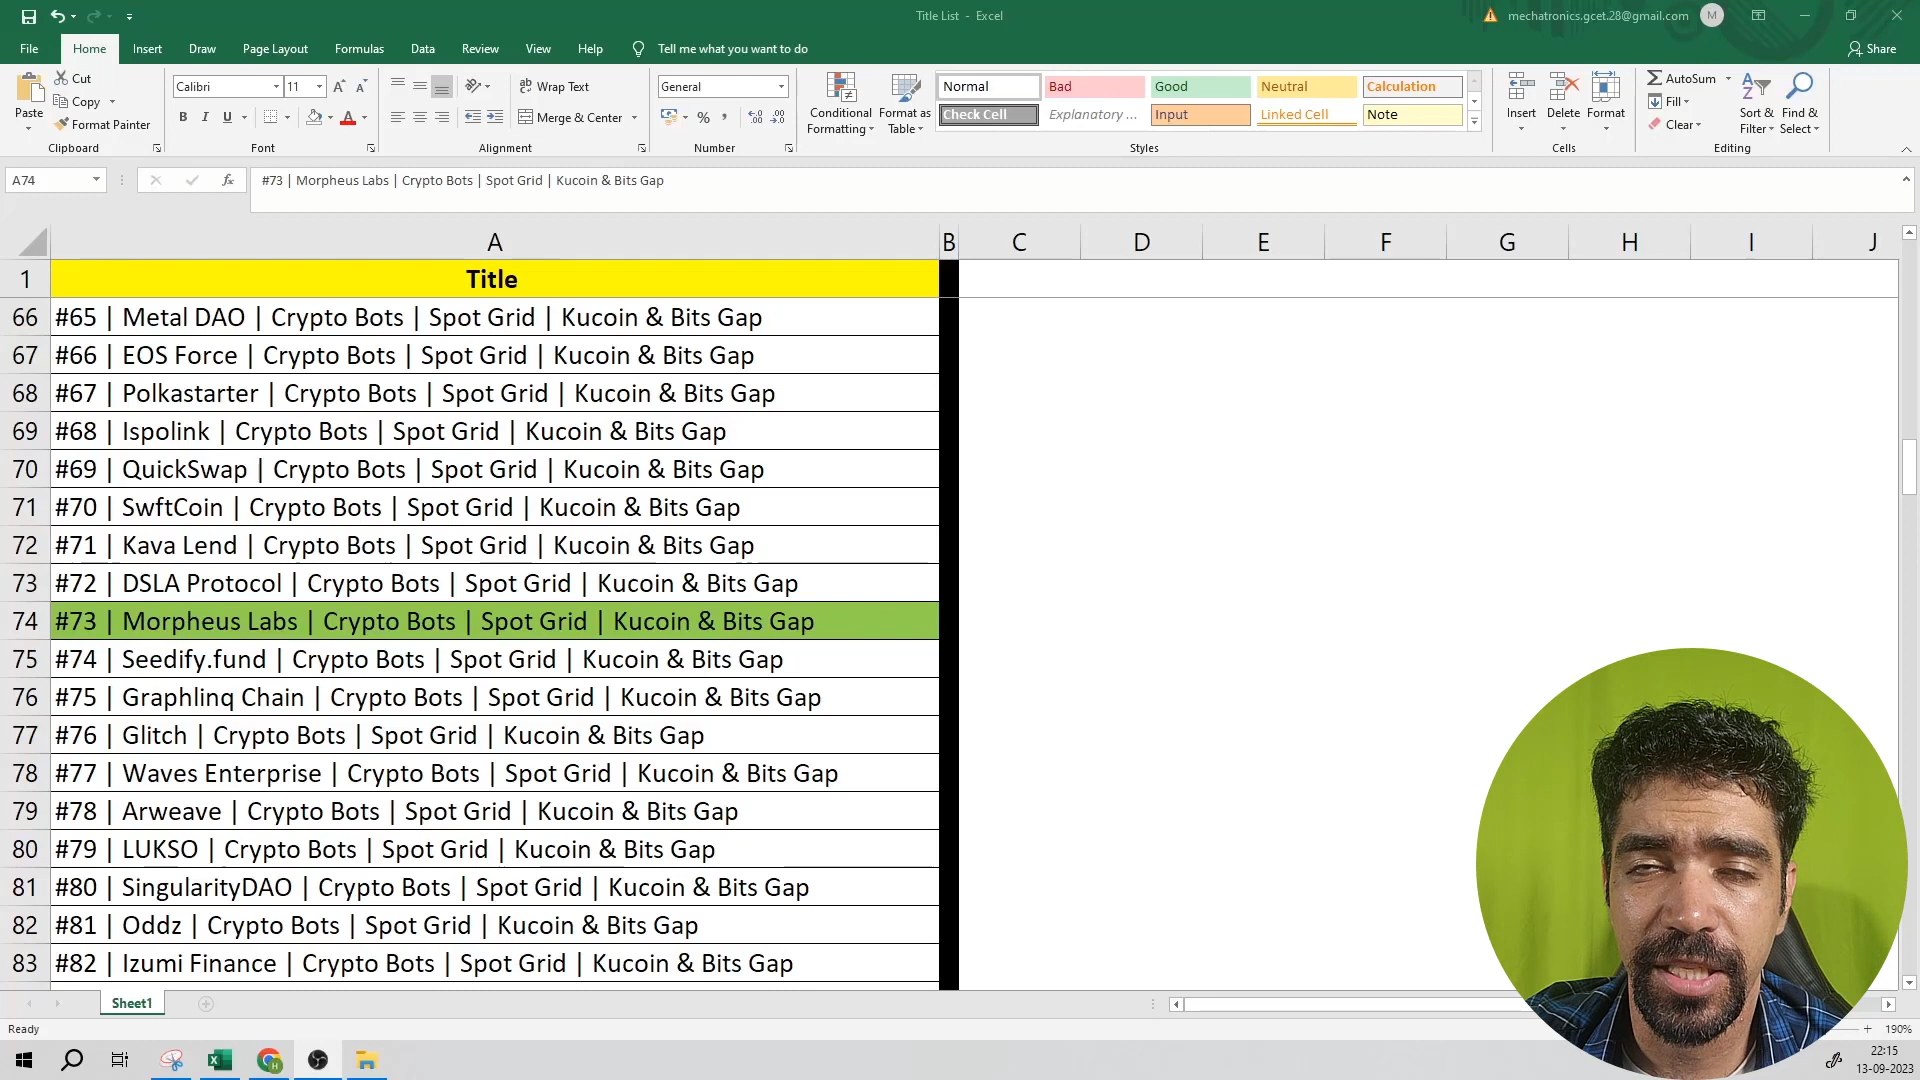 Title List - Excel
mechatronics.gcet.28@gmail.com
M
File
Home
Insert
Draw
Page Layout
Formulas
Data
Review
View
Help
Tell me what you want to do
Share
Paste
Cut
Copy
Format Painter
Clipboard
Calibri
11
B I U
Font
Wrap Text
Merge & Center
Alignment
General
Number
Conditional Formatting
Format as Table
Normal
Bad
Good
Neutral
Calculation
Check Cell
Explanatory ...
Input
Linked Cell
Note
Styles
Insert
Delete
Format
Cells
AutoSum
Fill
Clear
Sort & Filter
Find & Select
Editing
A74
fx
#73 | Morpheus Labs | Crypto Bots | Spot Grid | Kucoin & Bits Gap
A B C D E F G H I J
1 Title
66 #65 | Metal DAO | Crypto Bots | Spot Grid | Kucoin & Bits Gap
67 #66 | EOS Force | Crypto Bots | Spot Grid | Kucoin & Bits Gap
68 #67 | Polkastarter | Crypto Bots | Spot Grid | Kucoin & Bits Gap
69 #68 | Ispolink | Crypto Bots | Spot Grid | Kucoin & Bits Gap
70 #69 | QuickSwap | Crypto Bots | Spot Grid | Kucoin & Bits Gap
71 #70 | SwftCoin | Crypto Bots | Spot Grid | Kucoin & Bits Gap
72 #71 | Kava Lend | Crypto Bots | Spot Grid | Kucoin & Bits Gap
73 #72 | DSLA Protocol | Crypto Bots | Spot Grid | Kucoin & Bits Gap
74 #73 | Morpheus Labs | Crypto Bots | Spot Grid | Kucoin & Bits Gap
75 #74 | Seedify.fund | Crypto Bots | Spot Grid | Kucoin & Bits Gap
76 #75 | Graphlinq Chain | Crypto Bots | Spot Grid | Kucoin & Bits Gap
77 #76 | Glitch | Crypto Bots | Spot Grid | Kucoin & Bits Gap
78 #77 | Waves Enterprise | Crypto Bots | Spot Grid | Kucoin & Bits Gap
79 #78 | Arweave | Crypto Bots | Spot Grid | Kucoin & Bits Gap
80 #79 | LUKSO | Crypto Bots | Spot Grid | Kucoin & Bits Gap
81 #80 | SingularityDAO | Crypto Bots | Spot Grid | Kucoin & Bits Gap
82 #81 | Oddz | Crypto Bots | Spot Grid | Kucoin & Bits Gap
83 #82 | Izumi Finance | Crypto Bots | Spot Grid | Kucoin & Bits Gap
Sheet1
Ready
190%
22:15
13-09-2023